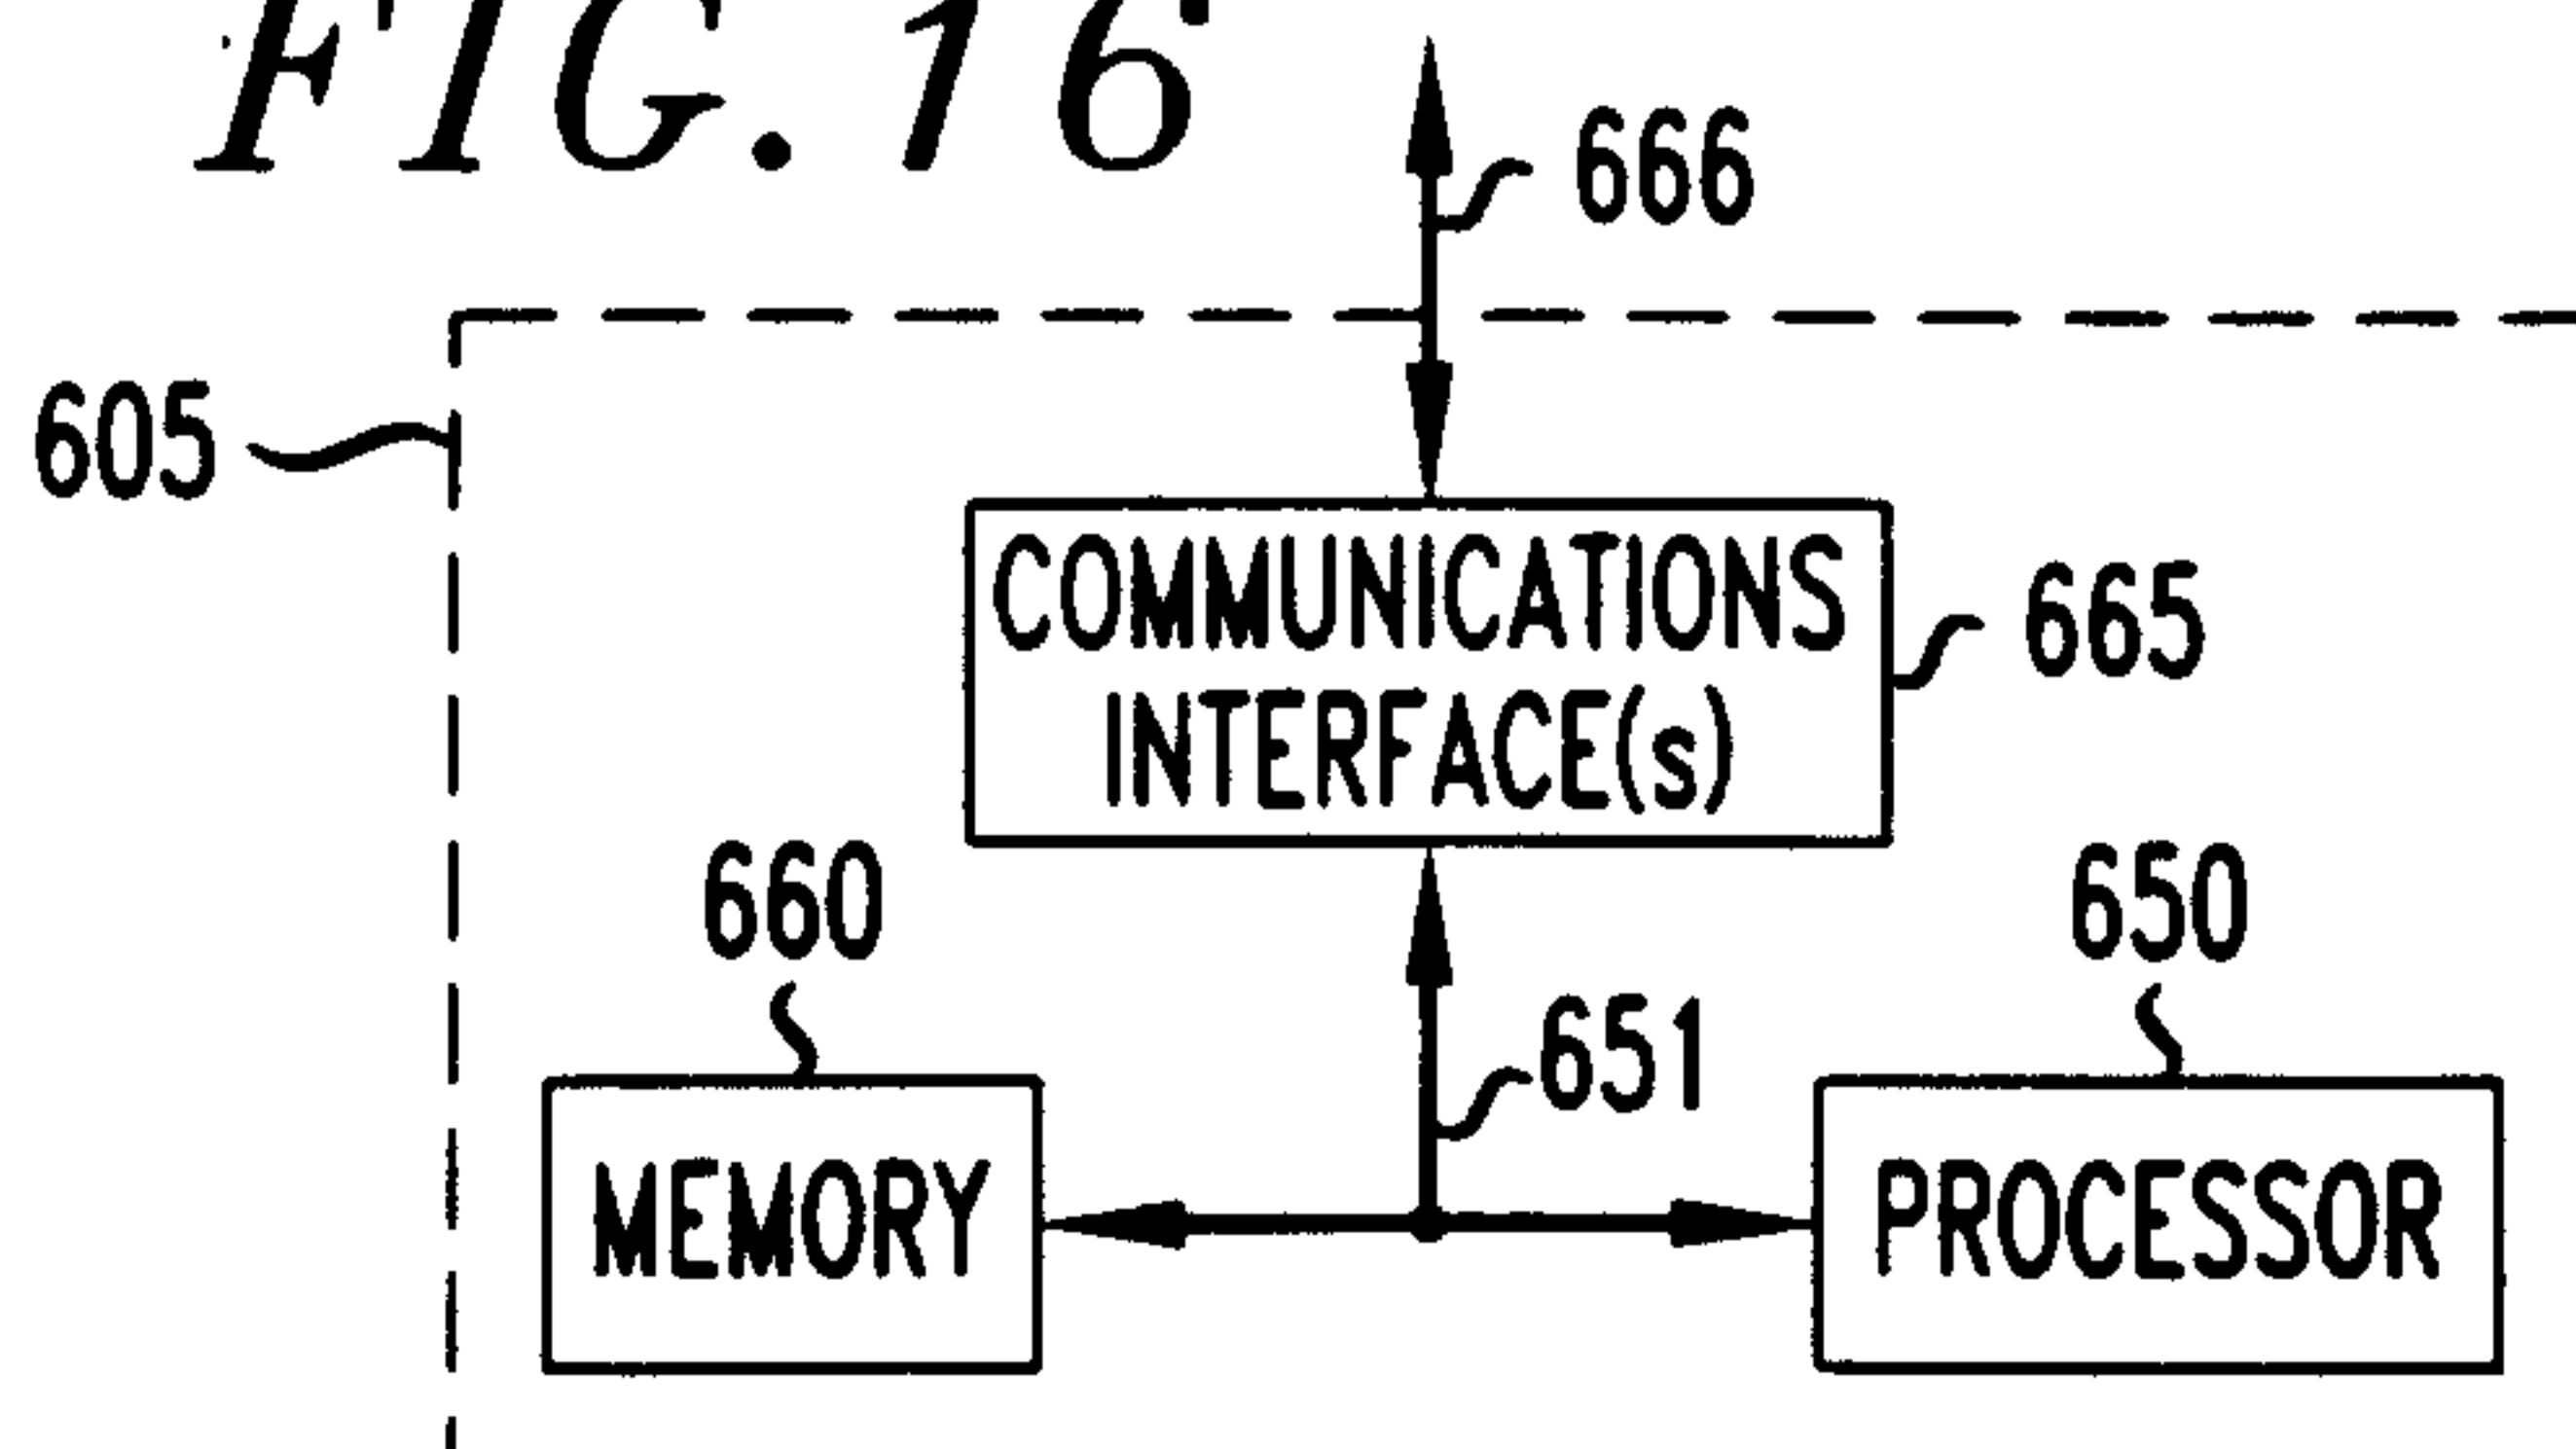 FIG. 16
666
605
COMMUNICATIONS
INTERFACE(s)
665
660
650
651
MEMORY
PROCESSOR